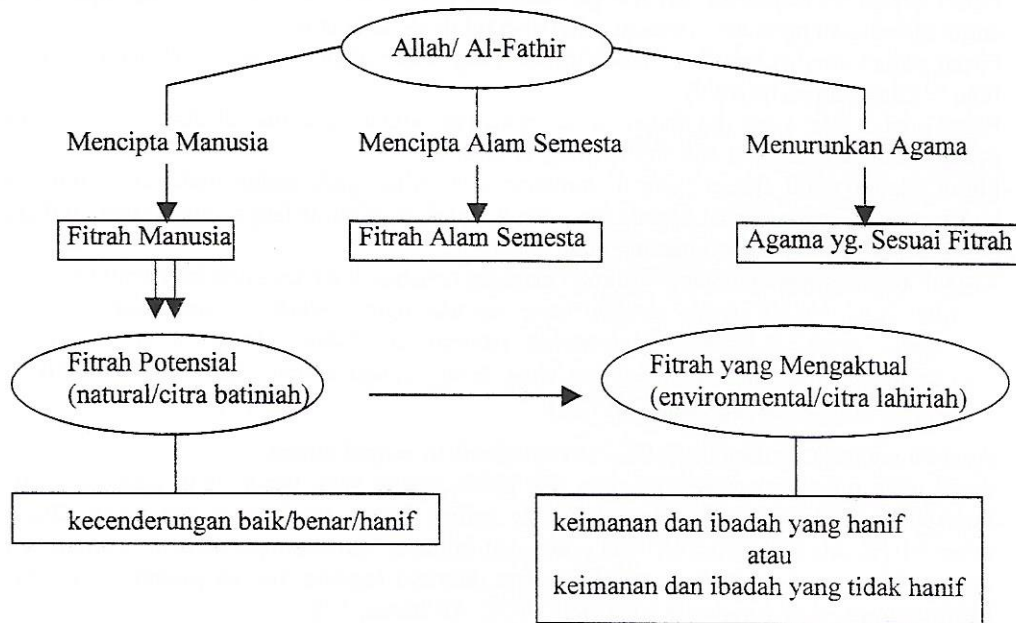 Allah/ Al-Fathir
Mencipta Manusia
Mencipta Alam Semesta
Menurunkan Agama
Fitrah Manusia
Fitrah Alam Semesta
Agama yg. Sesuai Fitrah
Fitrah Potensial
(natural/citra batiniah)
Fitrah yang Mengaktual
(environmental/citra lahiriah)
kecenderungan baik/benar/hanif
keimanan dan ibadah yang hanif
atau
keimanan dan ibadah yang tidak hanif